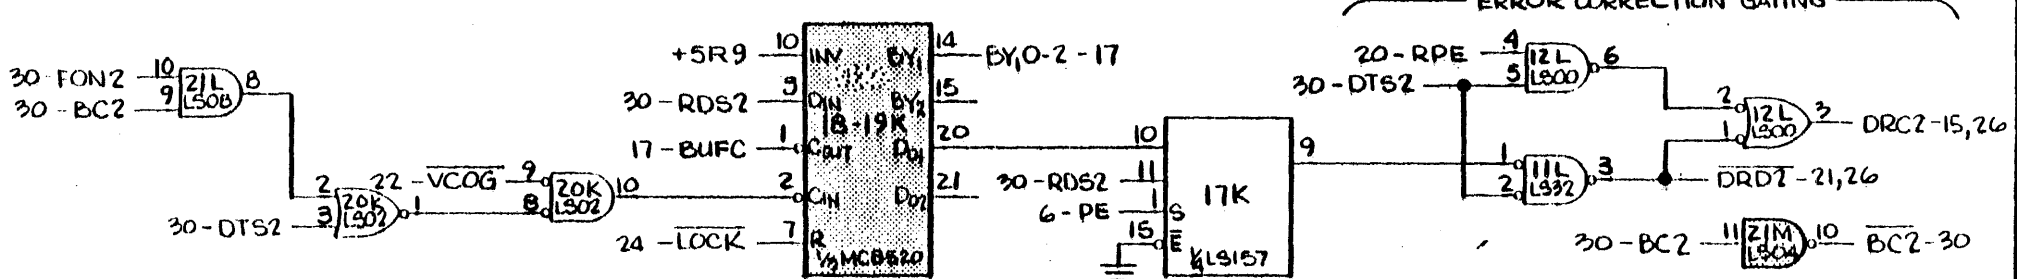 ERROR CORRECTION GATING
30-FON2
10
21L
LS08
8
30-BC2
9
30-DTS2
2
3
20K
LS02
1
22-VCOG
9
8
20K
LS02
10
+5R9
10
INV
30-RDS2
9
DIN
18-19K
17-BUFC
1
COUT
2
CIN
24-LOCK
7
R
1/3 MC8520
BY1
14
BY,0-2-17
BY2
15
DO1
20
DO2
21
10
30-RDS2
11
6-PE
1
S
15
E
17K
1/4 LS157
9
20-RPE
4
30-DTS2
5
12L
LS00
6
1
2
11L
LS32
3
2
1
12L
LS00
3
DRC2-15,26
DRD2-21,26
30-BC2
11
21M
LS04
10
BC2-30